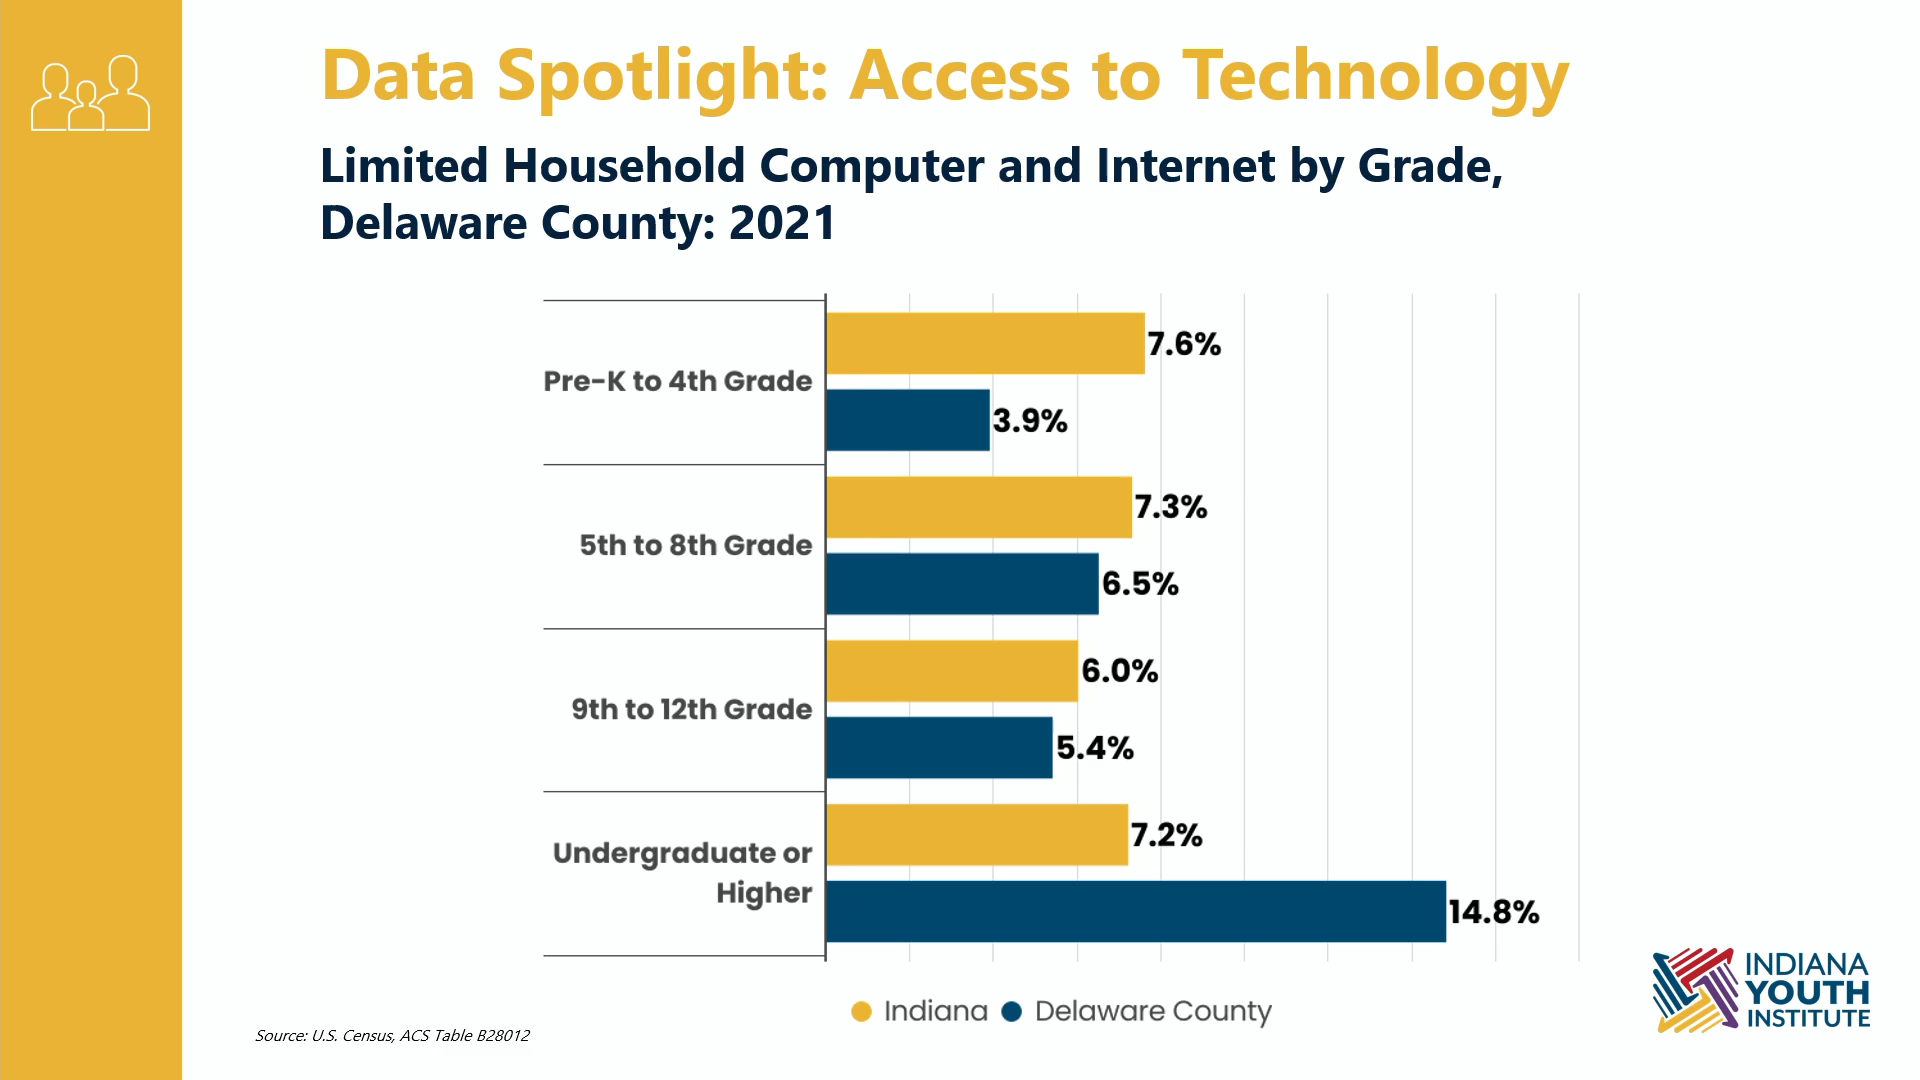 Data Spotlight: Access to Technology
Limited Household Computer and Internet by Grade,
Delaware County: 2021
Pre-K to 4th Grade
7.6%
3.9%
5th to 8th Grade
7.3%
6.5%
9th to 12th Grade
6.0%
5.4%
Undergraduate or
Higher
7.2%
14.8%
Indiana Delaware County
Source: U.S. Census, ACS Table B28012
INDIANA
YOUTH
INSTITUTE